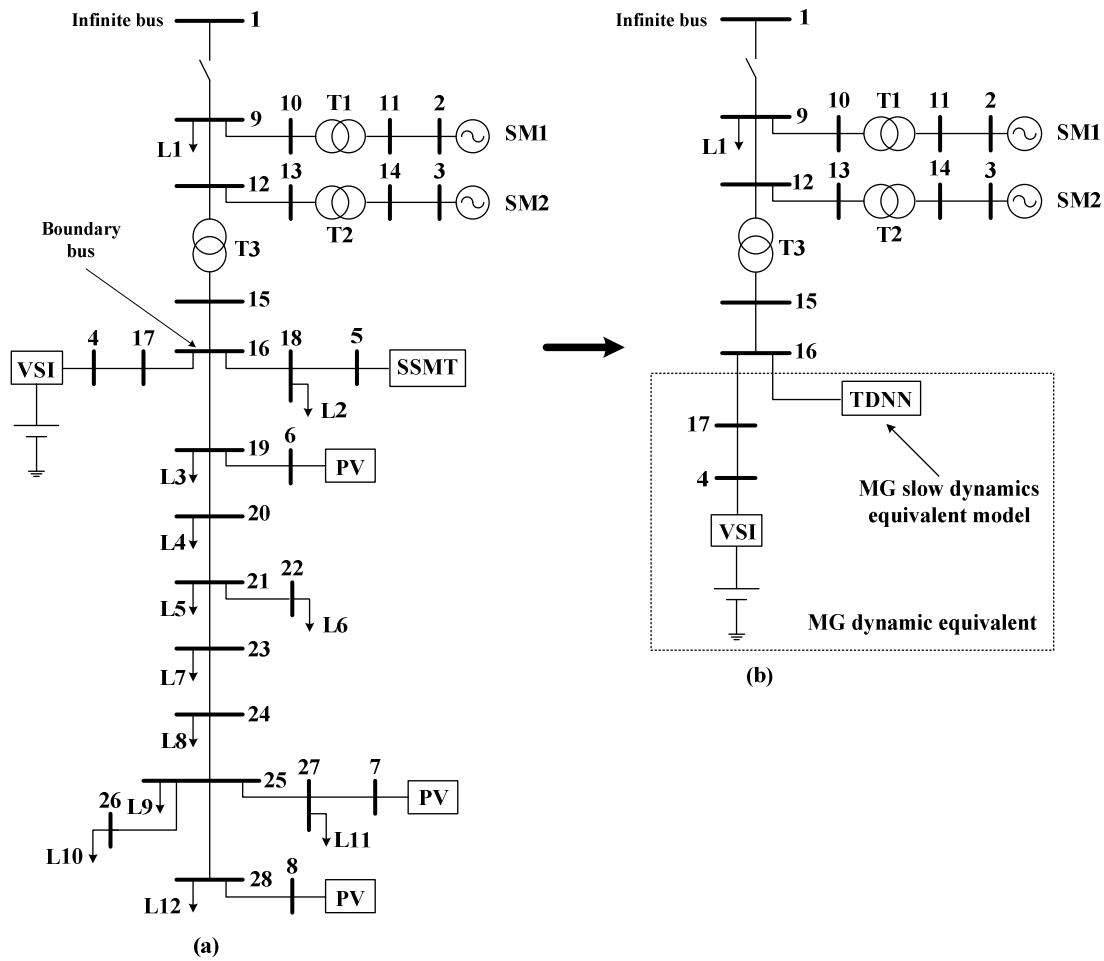 Infinite bus 1
10 T1 11 2
9
SM1
L1
13 14 3
12
SM2
T2
Boundary
bus
T3
15
4 17 16 18 5
VSI
SSMT
L2
19 6
L3
PV
20
L4
21 22
L5
L6
23
L7
24
L8
25 27 7
26 L9
PV
L10
L11
28 8
L12
PV
(a)
Infinite bus 1
10 T1 11 2
9
SM1
L1
13 14 3
12
SM2
T2
T3
15
16
TDNN
17
4
MG slow dynamics
equivalent model
VSI
MG dynamic equivalent
(b)